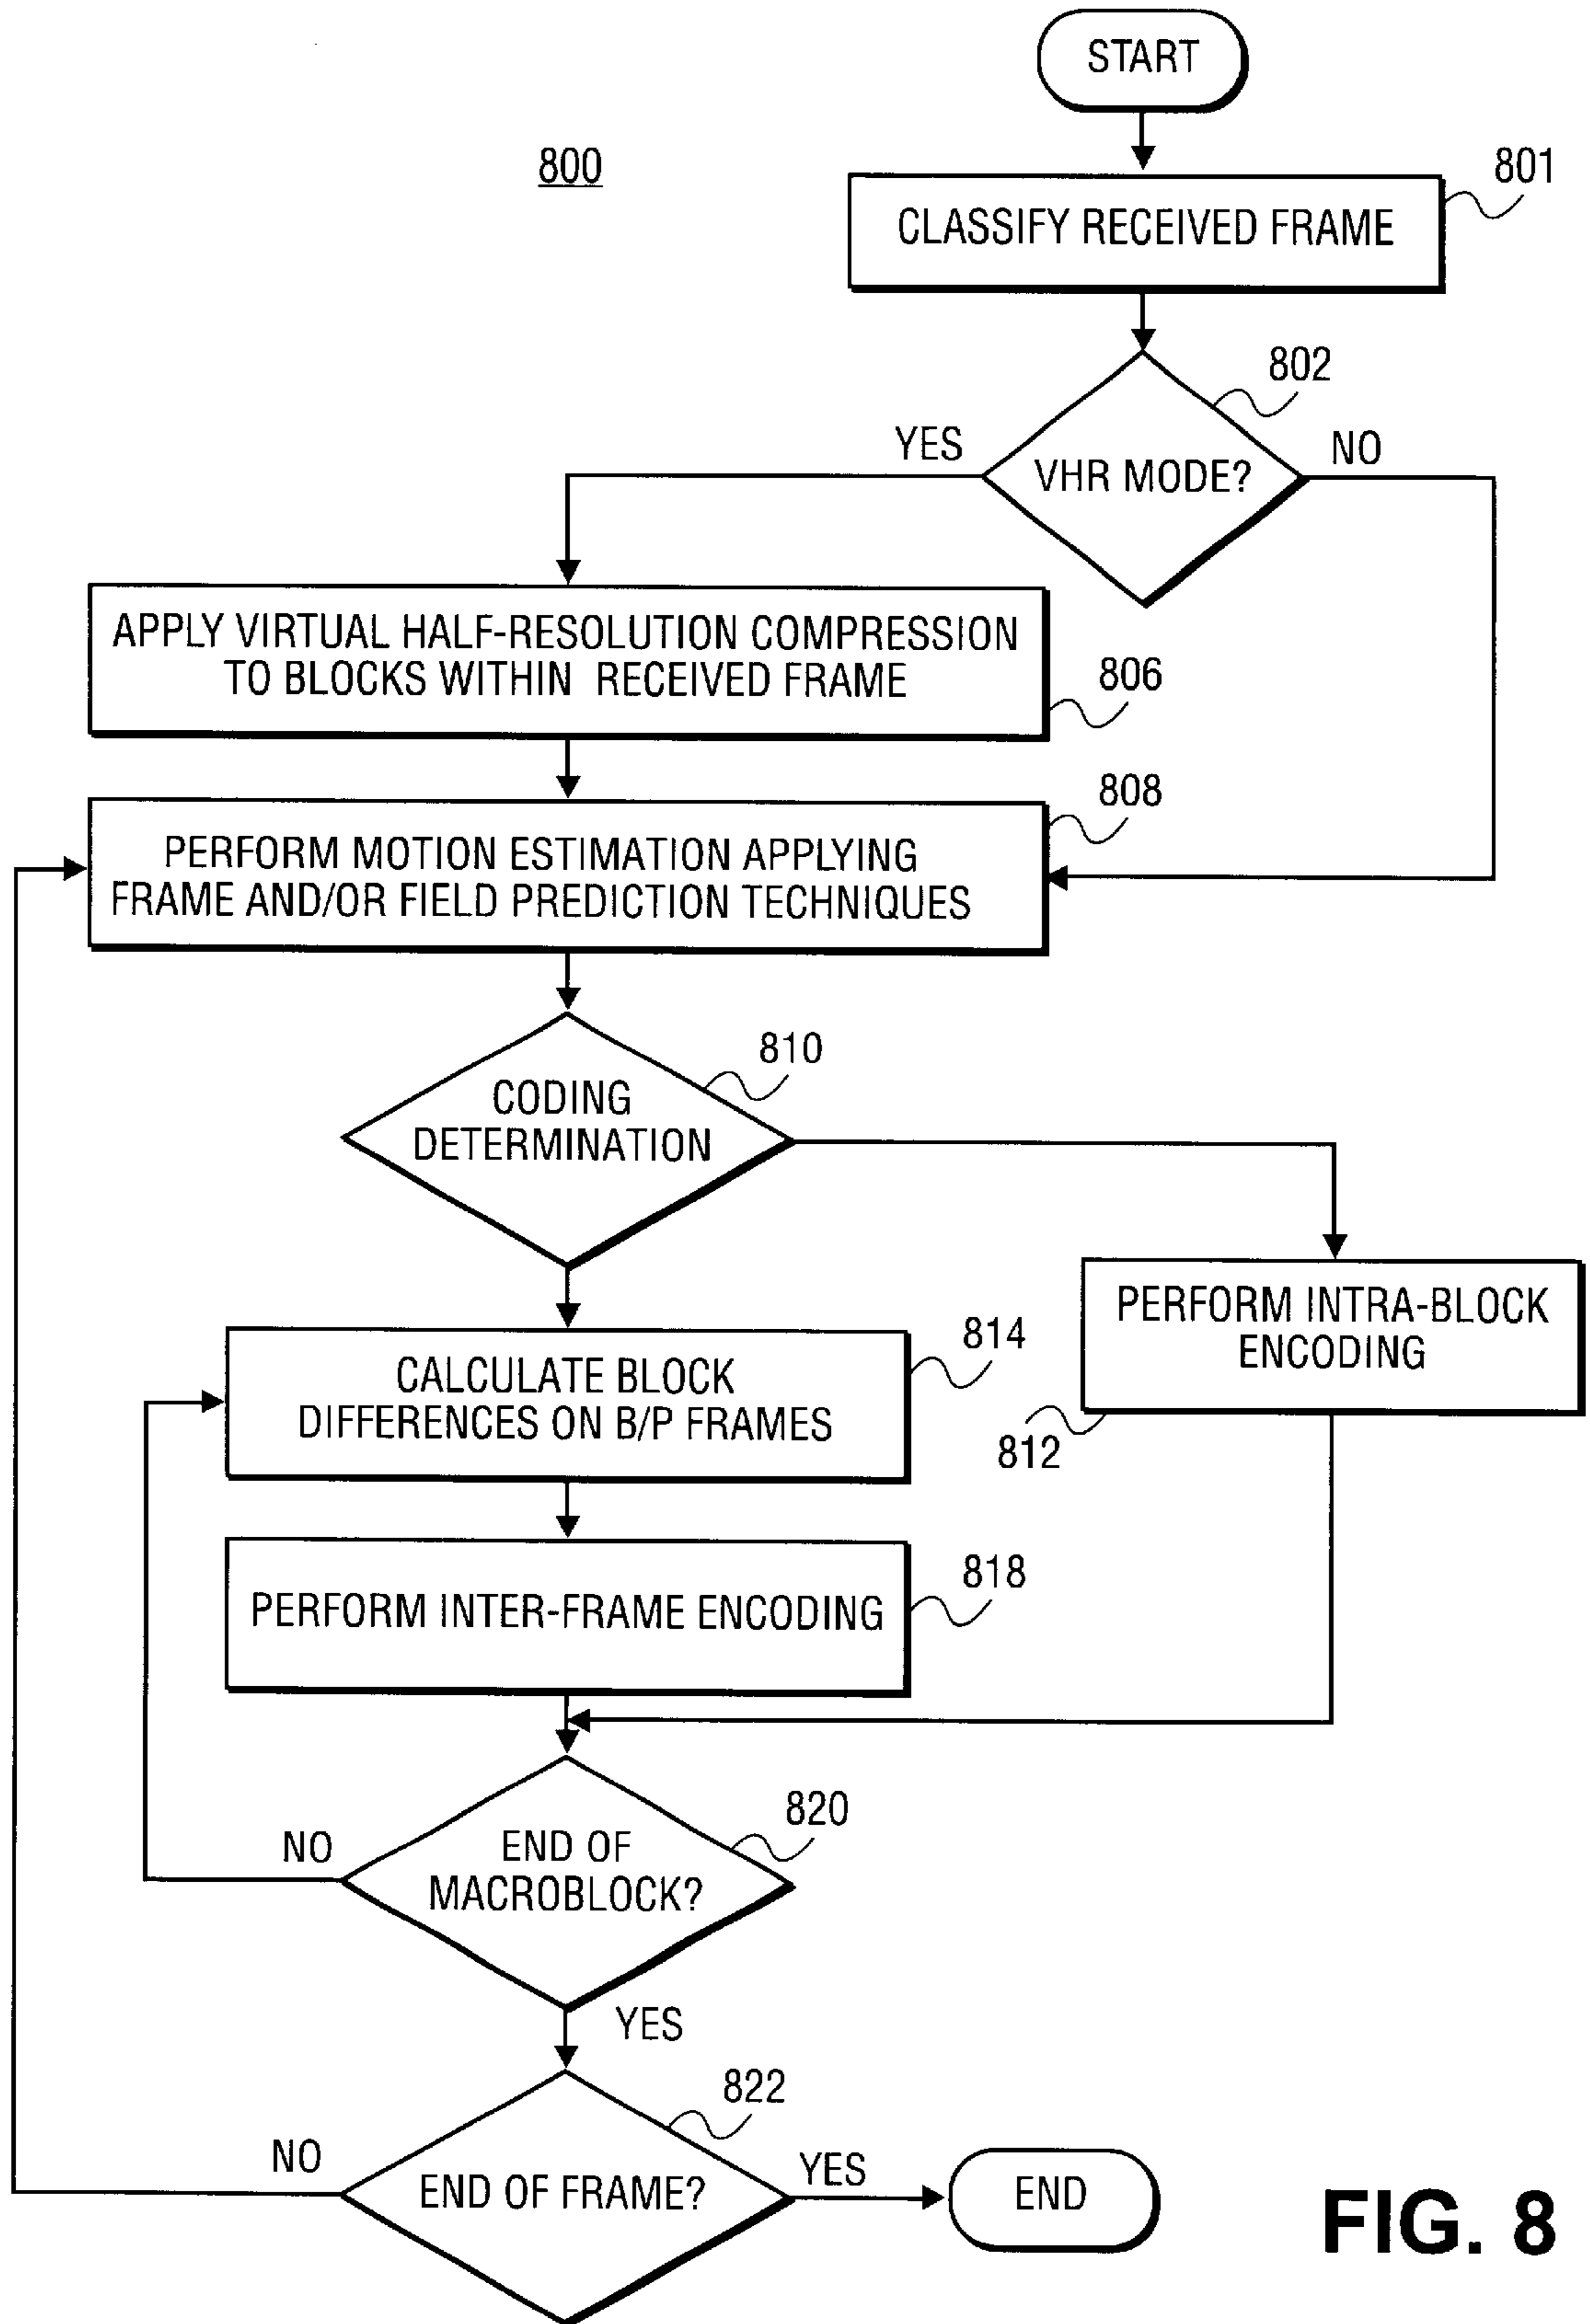 START
800
801
CLASSIFY RECEIVED FRAME
802
YES
VHR MODE?
NO
APPLY VIRTUAL HALF-RESOLUTION COMPRESSION
TO BLOCKS WITHIN RECEIVED FRAME
806
808
PERFORM MOTION ESTIMATION APPLYING
FRAME AND/OR FIELD PREDICTION TECHNIQUES
810
CODING
DETERMINATION
PERFORM INTRA-BLOCK
ENCODING
812
814
CALCULATE BLOCK
DIFFERENCES ON B/P FRAMES
818
PERFORM INTER-FRAME ENCODING
820
NO
END OF
MACROBLOCK?
YES
822
NO
END OF FRAME?
YES
END
FIG. 8